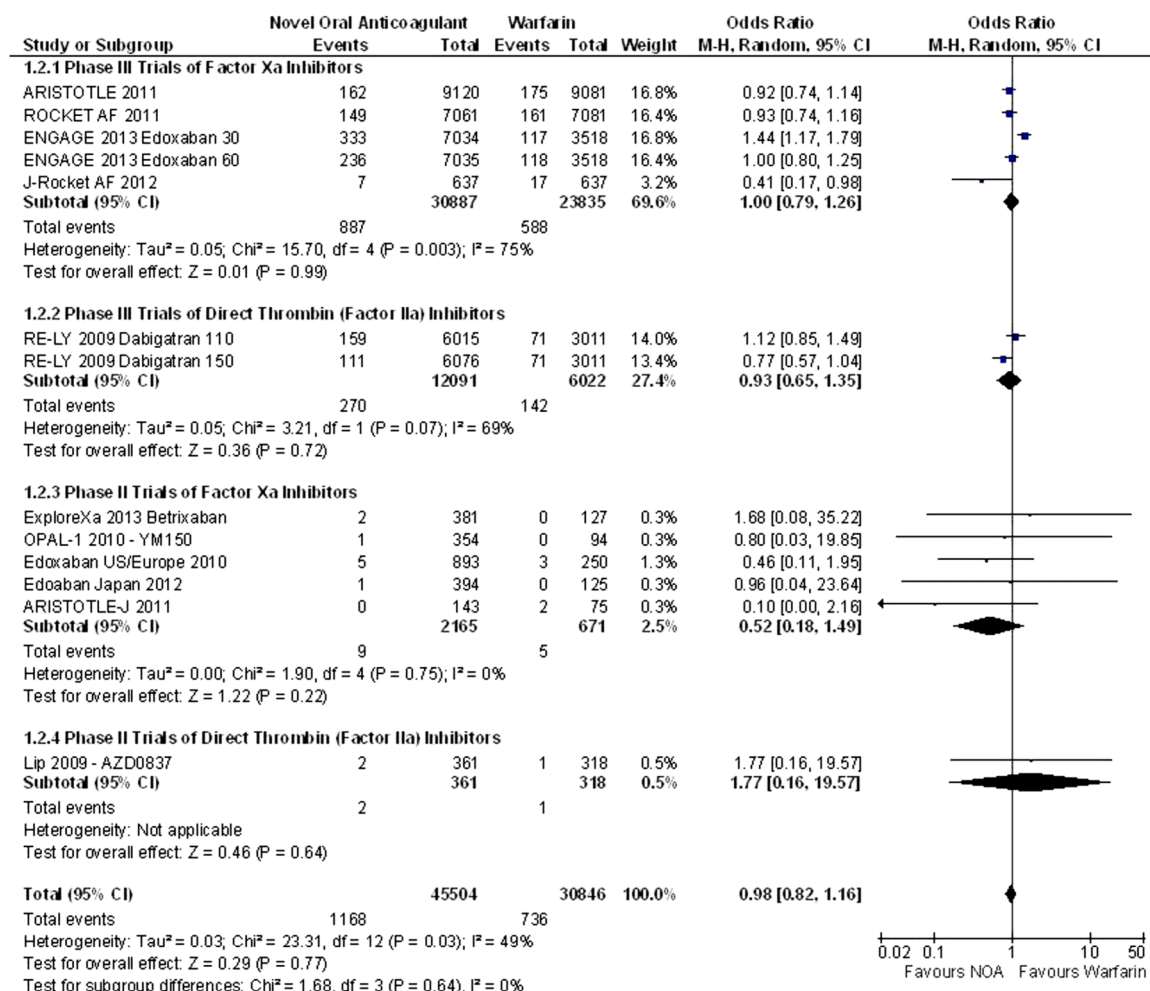 Novel Oral Anticoagulant Warfarin Odds Ratio Odds Ratio
Study or Subgroup Events Total Events Total Weight M-H, Random, 95% CI M-H, Random, 95% CI
1.2.1 Phase III Trials of Factor Xa Inhibitors
ARISTOTLE 2011 162 9120 175 9081 16.8% 0.92 [0.74, 1.14]
ROCKET AF 2011 149 7061 161 7081 16.4% 0.93 [0.74, 1.16]
ENGAGE 2013 Edoxaban 30 333 7034 117 3518 16.8% 1.44 [1.17, 1.79]
ENGAGE 2013 Edoxaban 60 236 7035 118 3518 16.4% 1.00 [0.80, 1.25]
J-Rocket AF 2012 7 637 17 637 3.2% 0.41 [0.17, 0.98]
Subtotal (95% CI) 30887 23835 69.6% 1.00 [0.79, 1.26]
Total events 887 588
Heterogeneity: Tau² = 0.05; Chi² = 15.70, df = 4 (P = 0.003); I² = 75%
Test for overall effect: Z = 0.01 (P = 0.99)
1.2.2 Phase III Trials of Direct Thrombin (Factor IIa) Inhibitors
RE-LY 2009 Dabigatran 110 159 6015 71 3011 14.0% 1.12 [0.85, 1.49]
RE-LY 2009 Dabigatran 150 111 6076 71 3011 13.4% 0.77 [0.57, 1.04]
Subtotal (95% CI) 12091 6022 27.4% 0.93 [0.65, 1.35]
Total events 270 142
Heterogeneity: Tau² = 0.05; Chi² = 3.21, df = 1 (P = 0.07); I² = 69%
Test for overall effect: Z = 0.36 (P = 0.72)
1.2.3 Phase II Trials of Factor Xa Inhibitors
ExploreXa 2013 Betrixaban 2 381 0 127 0.3% 1.68 [0.08, 35.22]
OPAL-1 2010 - YM150 1 354 0 94 0.3% 0.80 [0.03, 19.85]
Edoxaban US/Europe 2010 5 893 3 250 1.3% 0.46 [0.11, 1.95]
Edoaban Japan 2012 1 394 0 125 0.3% 0.96 [0.04, 23.64]
ARISTOTLE-J 2011 0 143 2 75 0.3% 0.10 [0.00, 2.16]
Subtotal (95% CI) 2165 671 2.5% 0.52 [0.18, 1.49]
Total events 9 5
Heterogeneity: Tau² = 0.00; Chi² = 1.90, df = 4 (P = 0.75); I² = 0%
Test for overall effect: Z = 1.22 (P = 0.22)
1.2.4 Phase II Trials of Direct Thrombin (Factor IIa) Inhibitors
Lip 2009 - AZD0837 2 361 1 318 0.5% 1.77 [0.16, 19.57]
Subtotal (95% CI) 361 318 0.5% 1.77 [0.16, 19.57]
Total events 2 1
Heterogeneity: Not applicable
Test for overall effect: Z = 0.46 (P = 0.64)
Total (95% CI) 45504 30846 100.0% 0.98 [0.82, 1.16]
Total events 1168 736
Heterogeneity: Tau² = 0.03; Chi² = 23.31, df = 12 (P = 0.03); I² = 49%
Test for overall effect: Z = 0.29 (P = 0.77)
Test for subgroup differences: Chi² = 1.68, df = 3 (P = 0.64), I² = 0%
0.02 0.1 1 10 50
Favours NOA Favours Warfarin